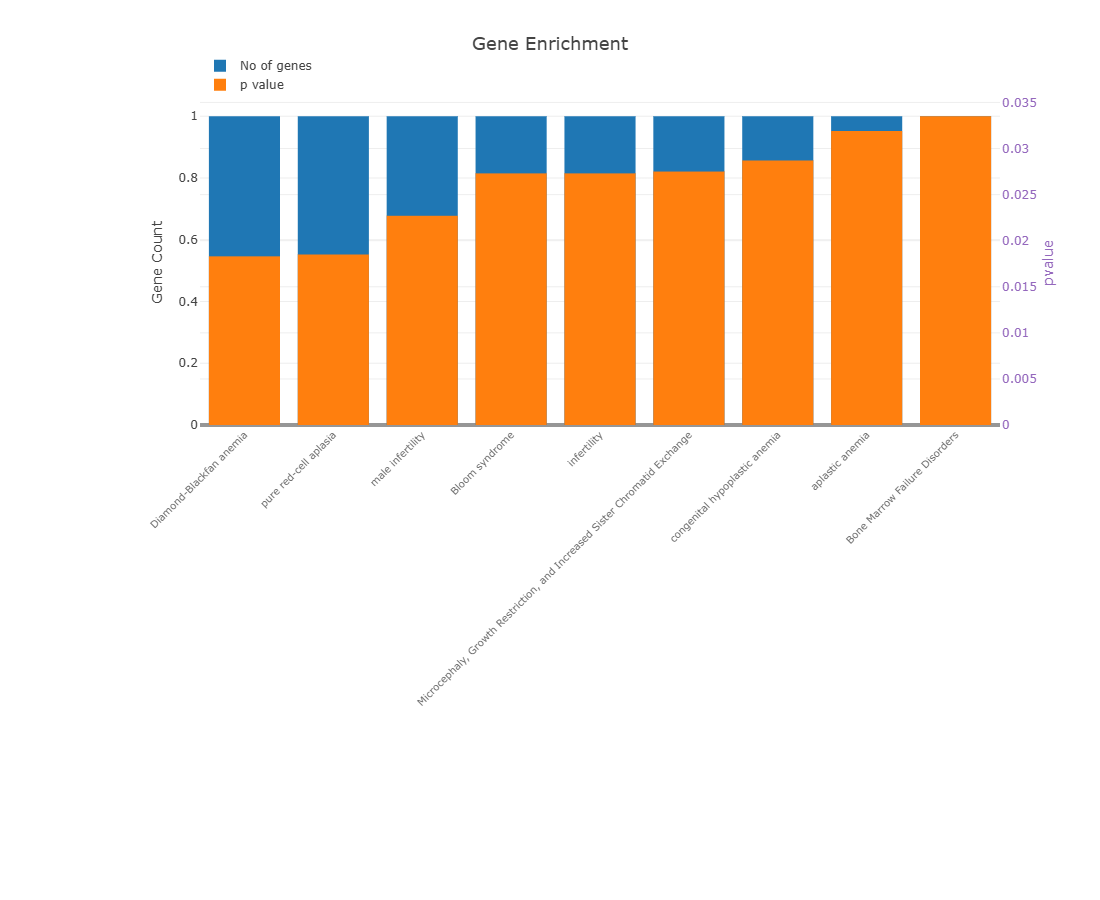 Gene Enrichment
No of genes
p value
Gene Count
1
0.8
0.6
0.4
0.2
0
0.035
0.03
0.025
0.02
0.015
0.01
0.005
0
pvalue
Diamond-Blackfan anemia
pure red-cell aplasia
male infertility
Bloom syndrome
infertility
Microcephaly, Growth Restriction, and Increased Sister Chromatid Exchange
congenital hypoplastic anemia
aplastic anemia
Bone Marrow Failure Disorders